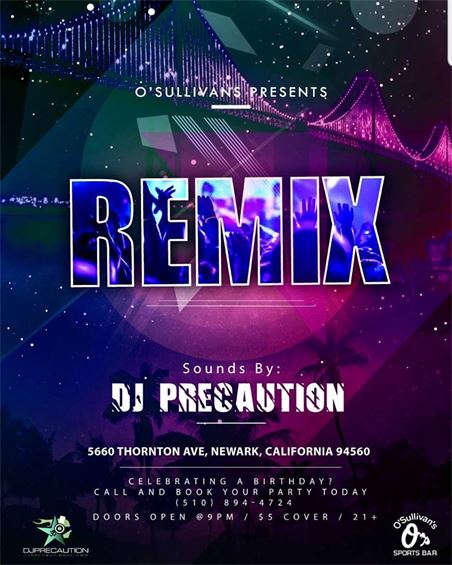 O'SULLIVANS PRESENTS
REMIX
Sounds By:
DJ PRECAUTION
5660 THORNTON AVE, NEWARK, CALIFORNIA 94560
CELEBRATING A BIRTHDAY?
CALL AND BOOK YOUR PARTY TODAY
(510) 894-4724
DOORS OPEN @9PM / $5 COVER / 21+
DJPRECAUTION
O'Sullivan's
SPORTS BAR